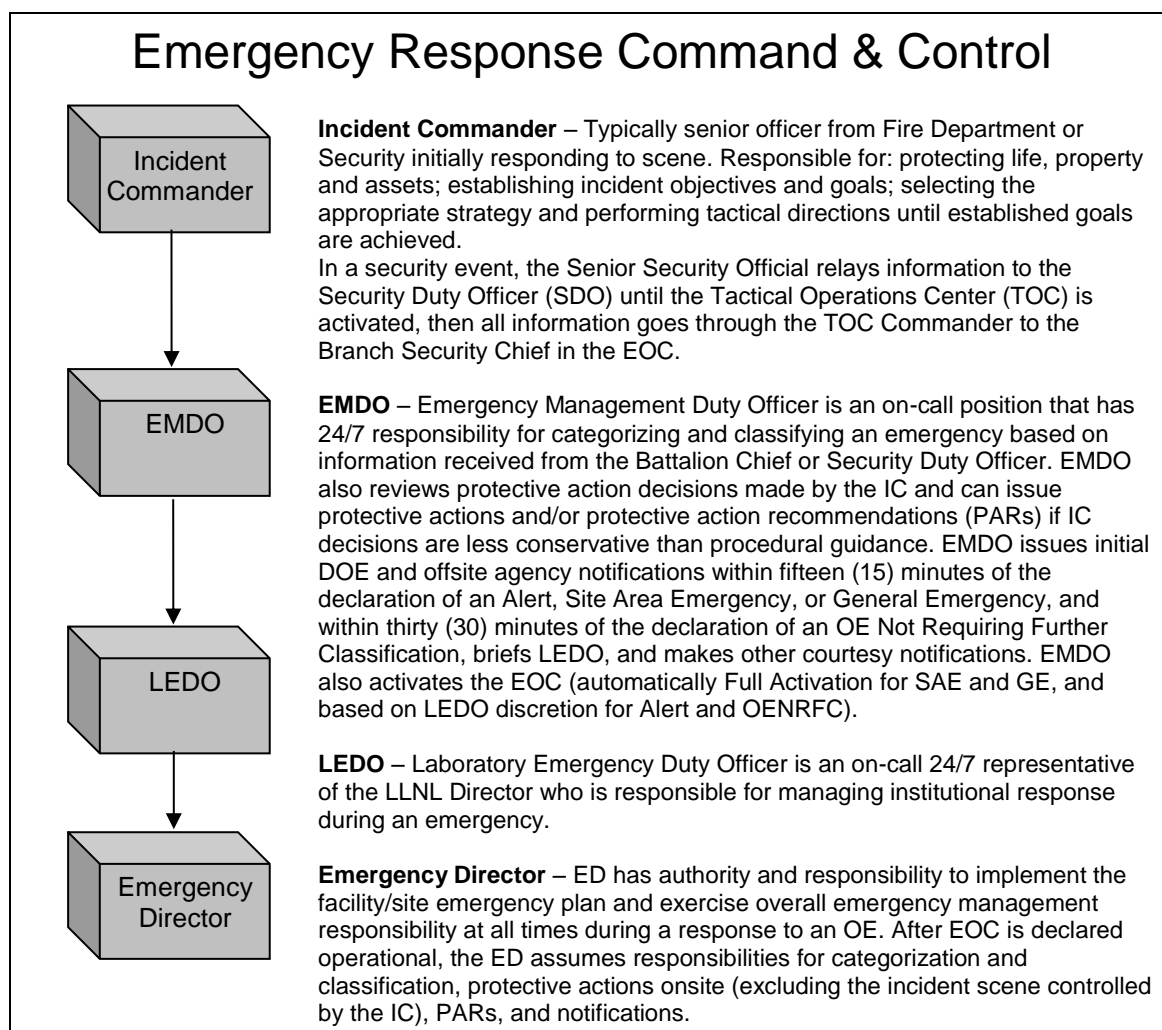 Emergency Response Command & Control
Incident
Commander
Incident Commander – Typically senior officer from Fire Department or
Security initially responding to scene. Responsible for: protecting life, property
and assets; establishing incident objectives and goals; selecting the
appropriate strategy and performing tactical directions until established goals
are achieved.
In a security event, the Senior Security Official relays information to the
Security Duty Officer (SDO) until the Tactical Operations Center (TOC) is
activated, then all information goes through the TOC Commander to the
Branch Security Chief in the EOC.
EMDO
EMDO – Emergency Management Duty Officer is an on-call position that has
24/7 responsibility for categorizing and classifying an emergency based on
information received from the Battalion Chief or Security Duty Officer. EMDO
also reviews protective action decisions made by the IC and can issue
protective actions and/or protective action recommendations (PARs) if IC
decisions are less conservative than procedural guidance. EMDO issues initial
DOE and offsite agency notifications within fifteen (15) minutes of the
declaration of an Alert, Site Area Emergency, or General Emergency, and
within thirty (30) minutes of the declaration of an OE Not Requiring Further
Classification, briefs LEDO, and makes other courtesy notifications. EMDO
also activates the EOC (automatically Full Activation for SAE and GE, and
based on LEDO discretion for Alert and OENRFC).
LEDO
LEDO – Laboratory Emergency Duty Officer is an on-call 24/7 representative
of the LLNL Director who is responsible for managing institutional response
during an emergency.
Emergency
Director
Emergency Director – ED has authority and responsibility to implement the
facility/site emergency plan and exercise overall emergency management
responsibility at all times during a response to an OE. After EOC is declared
operational, the ED assumes responsibilities for categorization and
classification, protective actions onsite (excluding the incident scene controlled
by the IC), PARs, and notifications.